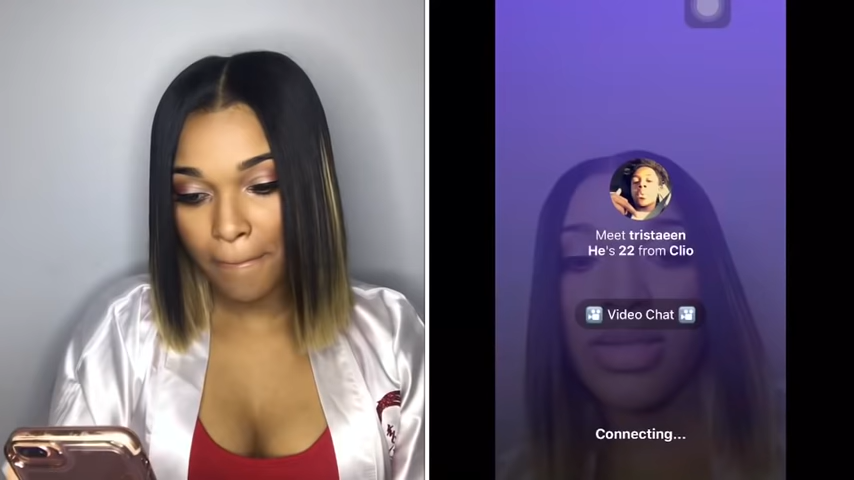 Meet tristaeen
He's 22 from Clio
Video Chat
Connecting...